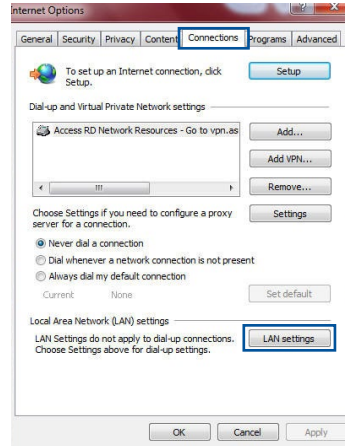 nternet Options
General Security Privacy Content Connections Programs Advanced
To set up an Internet connection, click Setup.
Setup
Dial-up and Virtual Private Network settings
Access RD Network Resources - Go to vpn.as
Add...
Add VPN...
Remove...
Choose Settings if you need to configure a proxy
server for a connection.
Settings
Never dial a connection
Dial whenever a network connection is not present
Always dial my default connection
Current None
Set default
Local Area Network (LAN) settings
LAN Settings do not apply to dial-up connections.
Choose Settings above for dial-up settings.
LAN settings
OK Cancel Apply